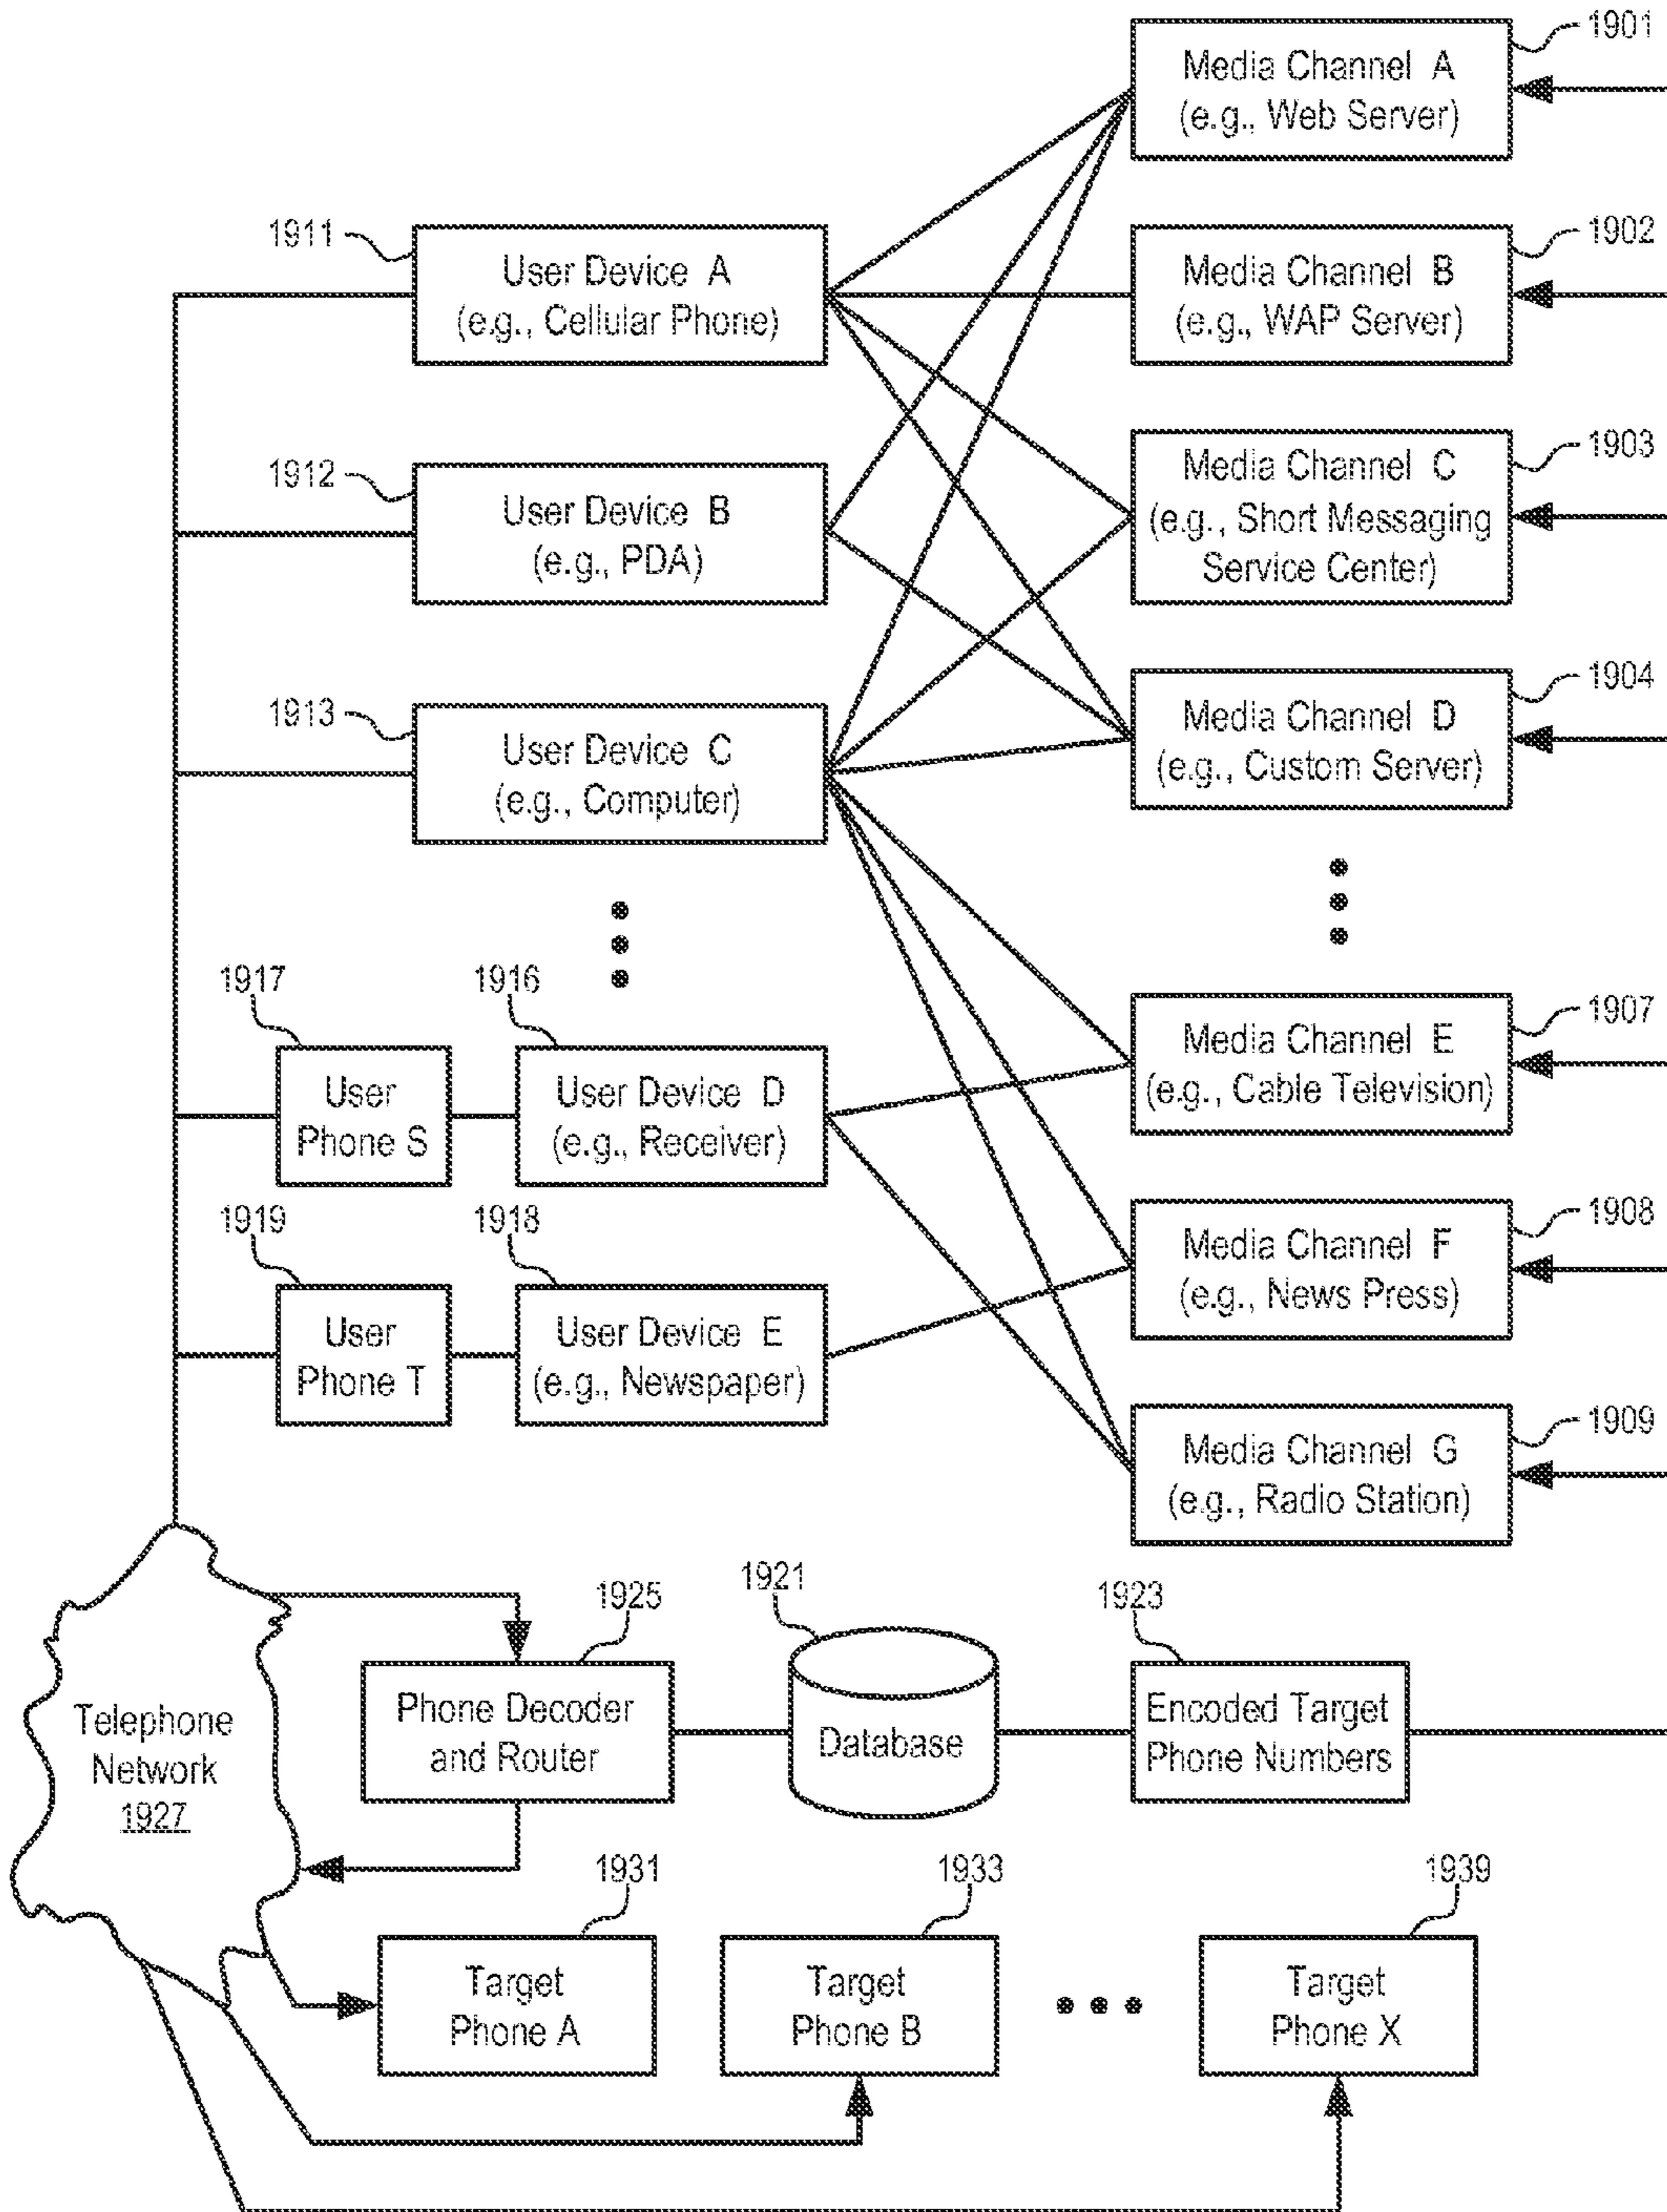 1901
Media Channel A
(e.g., Web Server)
1911
User Device A
(e.g., Cellular Phone)
1902
Media Channel B
(e.g., WAP Server)
1912
User Device B
(e.g., PDA)
1903
Media Channel C
(e.g., Short Messaging
Service Center)
1913
User Device C
(e.g., Computer)
1904
Media Channel D
(e.g., Custom Server)
1917
User
Phone S
1916
User Device D
(e.g., Receiver)
1907
Media Channel E
(e.g., Cable Television)
1919
User
Phone T
1918
User Device E
(e.g., Newspaper)
1908
Media Channel F
(e.g., News Press)
1909
Media Channel G
(e.g., Radio Station)
Telephone
Network
1927
1925
Phone Decoder
and Router
1921
Database
1923
Encoded Target
Phone Numbers
1931
Target
Phone A
1933
Target
Phone B
1939
Target
Phone X